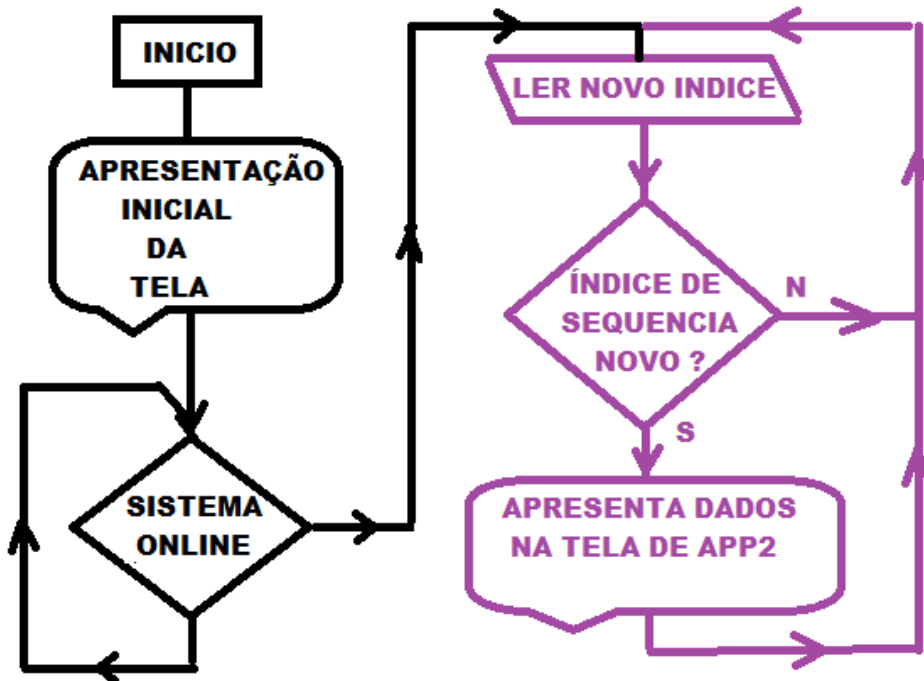 INICIO
APRESENTAÇÃO
INICIAL
DA
TELA
SISTEMA
ONLINE
LER NOVO INDICE
ÍNDICE DE
SEQUENCIA
NOVO ?
N
S
APRESENTA DADOS
NA TELA DE APP2